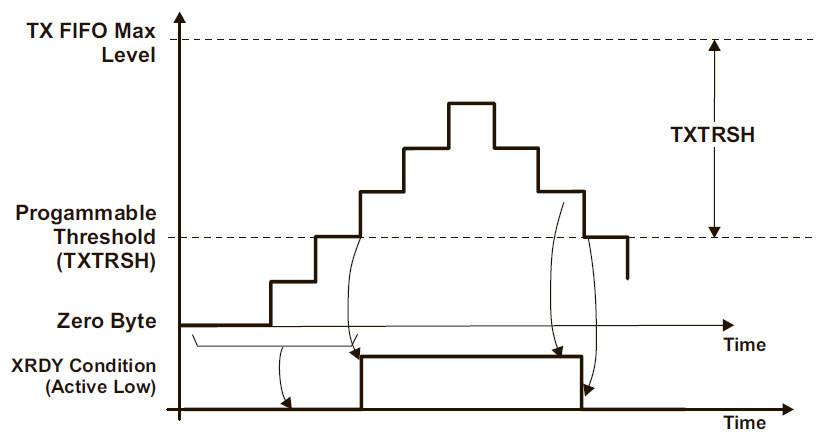 TX FIFO Max
Level
TXTRSH
Progammable
Threshold
(TXTRSH)
Zero Byte
Time
XRDY Condition
(Active Low)
Time